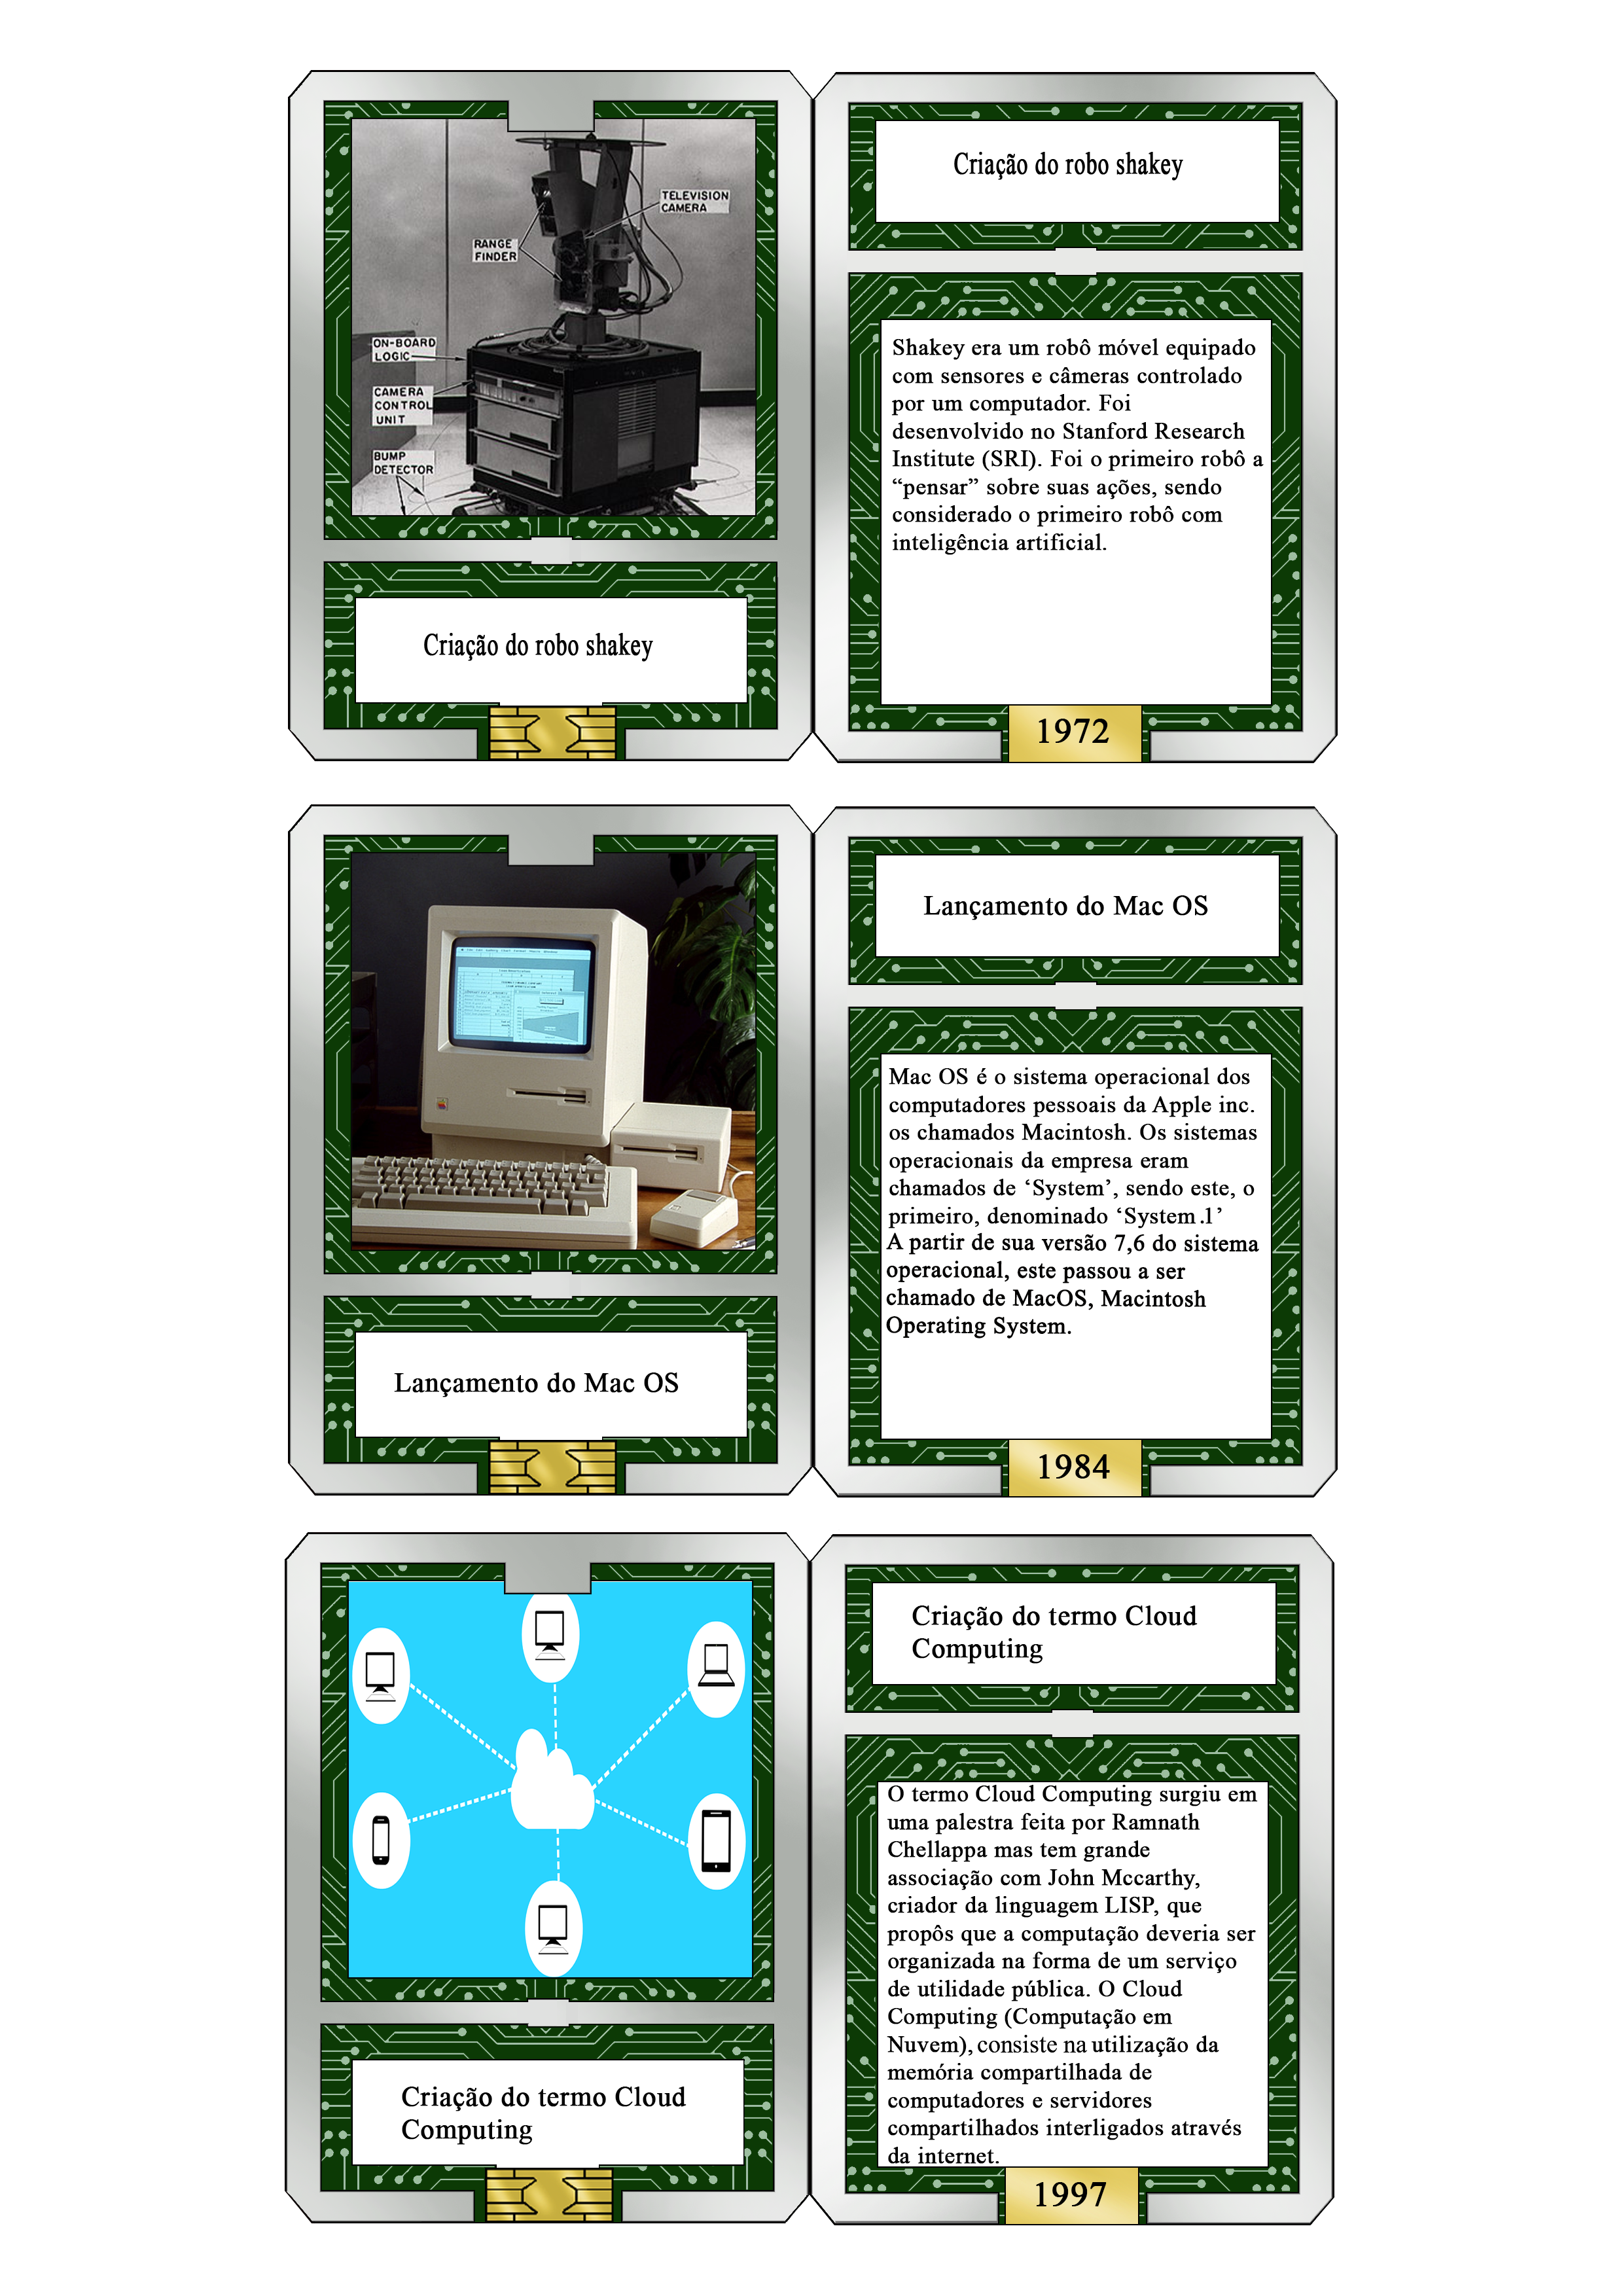 TELEVISION
CAMERA
RANGE
FINDER
ON-BOARD
LOGIC
CAMERA
CONTROL
UNIT
BUMP
DETECTOR
Criação do robo shakey
Criação do robo shakey
Shakey era um robô móvel equipado
com sensores e câmeras controlado
por um computador. Foi
desenvolvido no Stanford Research
Institute (SRI). Foi o primeiro robô a
“pensar” sobre suas ações, sendo
considerado o primeiro robô com
inteligência artificial.
1972
Lançamento do Mac OS
Lançamento do Mac OS
Mac OS é o sistema operacional dos
computadores pessoais da Apple inc.
os chamados Macintosh. Os sistemas
operacionais da empresa eram
chamados de ‘System’, sendo este, o
primeiro, denominado ‘System .1’
A partir de sua versão 7,6 do sistema
operacional, este passou a ser
chamado de MacOS, Macintosh
Operating System.
1984
Criação do termo Cloud
Computing
Criação do termo Cloud
Computing
O termo Cloud Computing surgiu em
uma palestra feita por Ramnath
Chellappa mas tem grande
associação com John Mccarthy,
criador da linguagem LISP, que
propôs que a computação deveria ser
organizada na forma de um serviço
de utilidade pública. O Cloud
Computing (Computação em
Nuvem), consiste na utilização da
memória compartilhada de
computadores e servidores
compartilhados interligados através
da internet.
1997